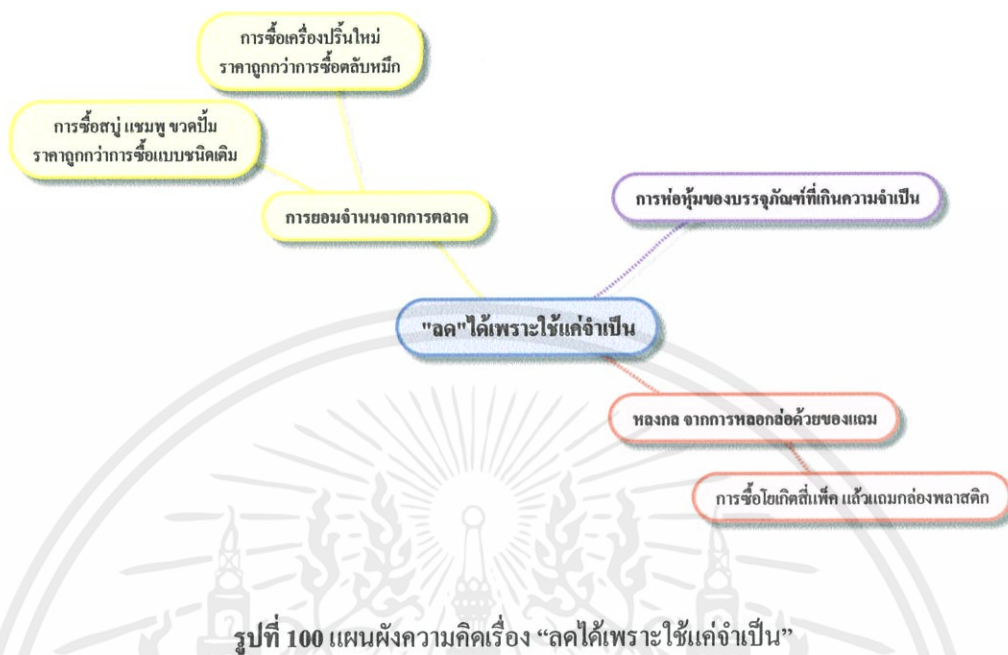 การซื้อเครื่องปริ้นใหม่
ราคาถูกกว่าการซื้อตลับหมึก
การซื้อสบู่ แชมพู ขวดปั้ม
ราคาถูกกว่าการซื้อแบบชนิดเติม
การยอมจำนนจากการตลาด
การห่อหุ้มของบรรจุภัณฑ์ที่เกินความจำเป็น
"ลด"ได้เพราะใช้แค่จำเป็น
หลงกล จากการหลอกล่อด้วยของแถม
การซื้อโยเกิตสี่แพ็ค แล้วแถมกล่องพลาสติก
รูปที่ 100 แผนผังความคิดเรื่อง “ลดได้เพราะใช้แค่จำเป็น”